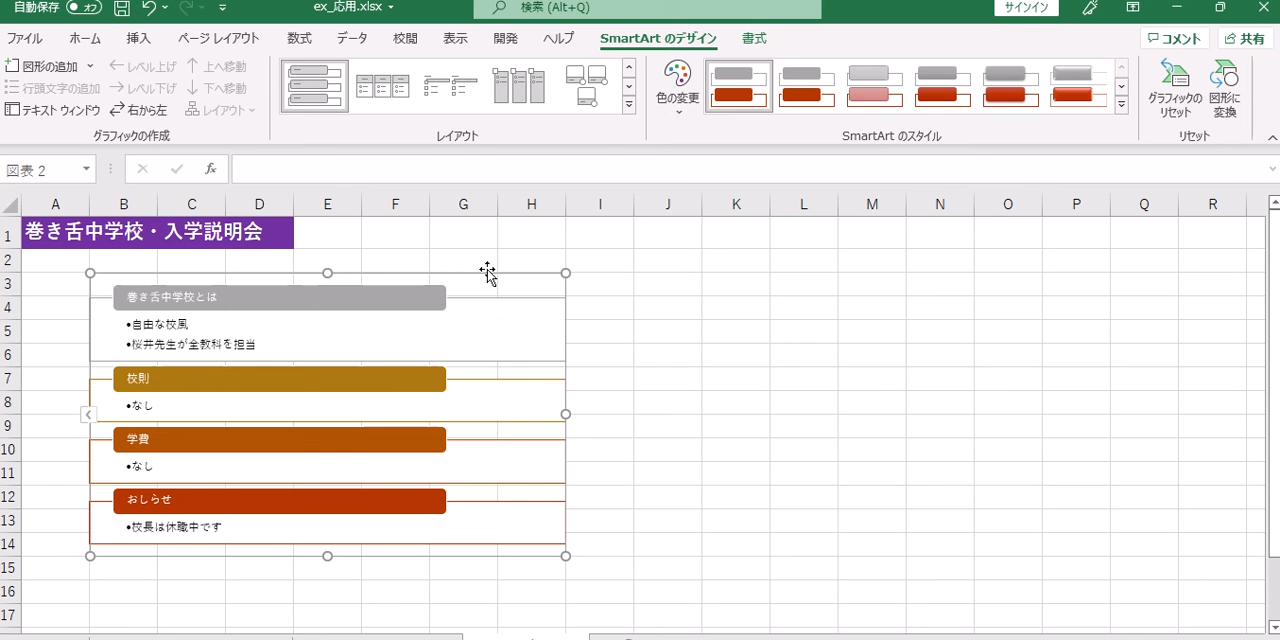 自動保存 オフ ex_応用.xlsx 検索 (Alt+Q) サインイン
ファイル ホーム 挿入 ページ レイアウト 数式 データ 校閲 表示 開発 ヘルプ SmartArt のデザイン 書式 コメント 共有
図形の追加 レベル上げ 上へ移動
行頭文字の追加 レベル下げ 下へ移動
テキスト ウィンドウ 右から左 レイアウト
色の変更
グラフィックの
リセット
図形に
変換
グラフィックの作成 レイアウト SmartArt のスタイル リセット
図表 2 fx
A B C D E F G H I J K L M N O P Q R
1 巻き舌中学校・入学説明会
2
3
4
5
6
7
8
9
10
11
12
13
14
15
16
17
巻き舌中学校とは
•自由な校風
•桜井先生が全教科を担当
校則
•なし
学費
•なし
おしらせ
•校長は休職中です